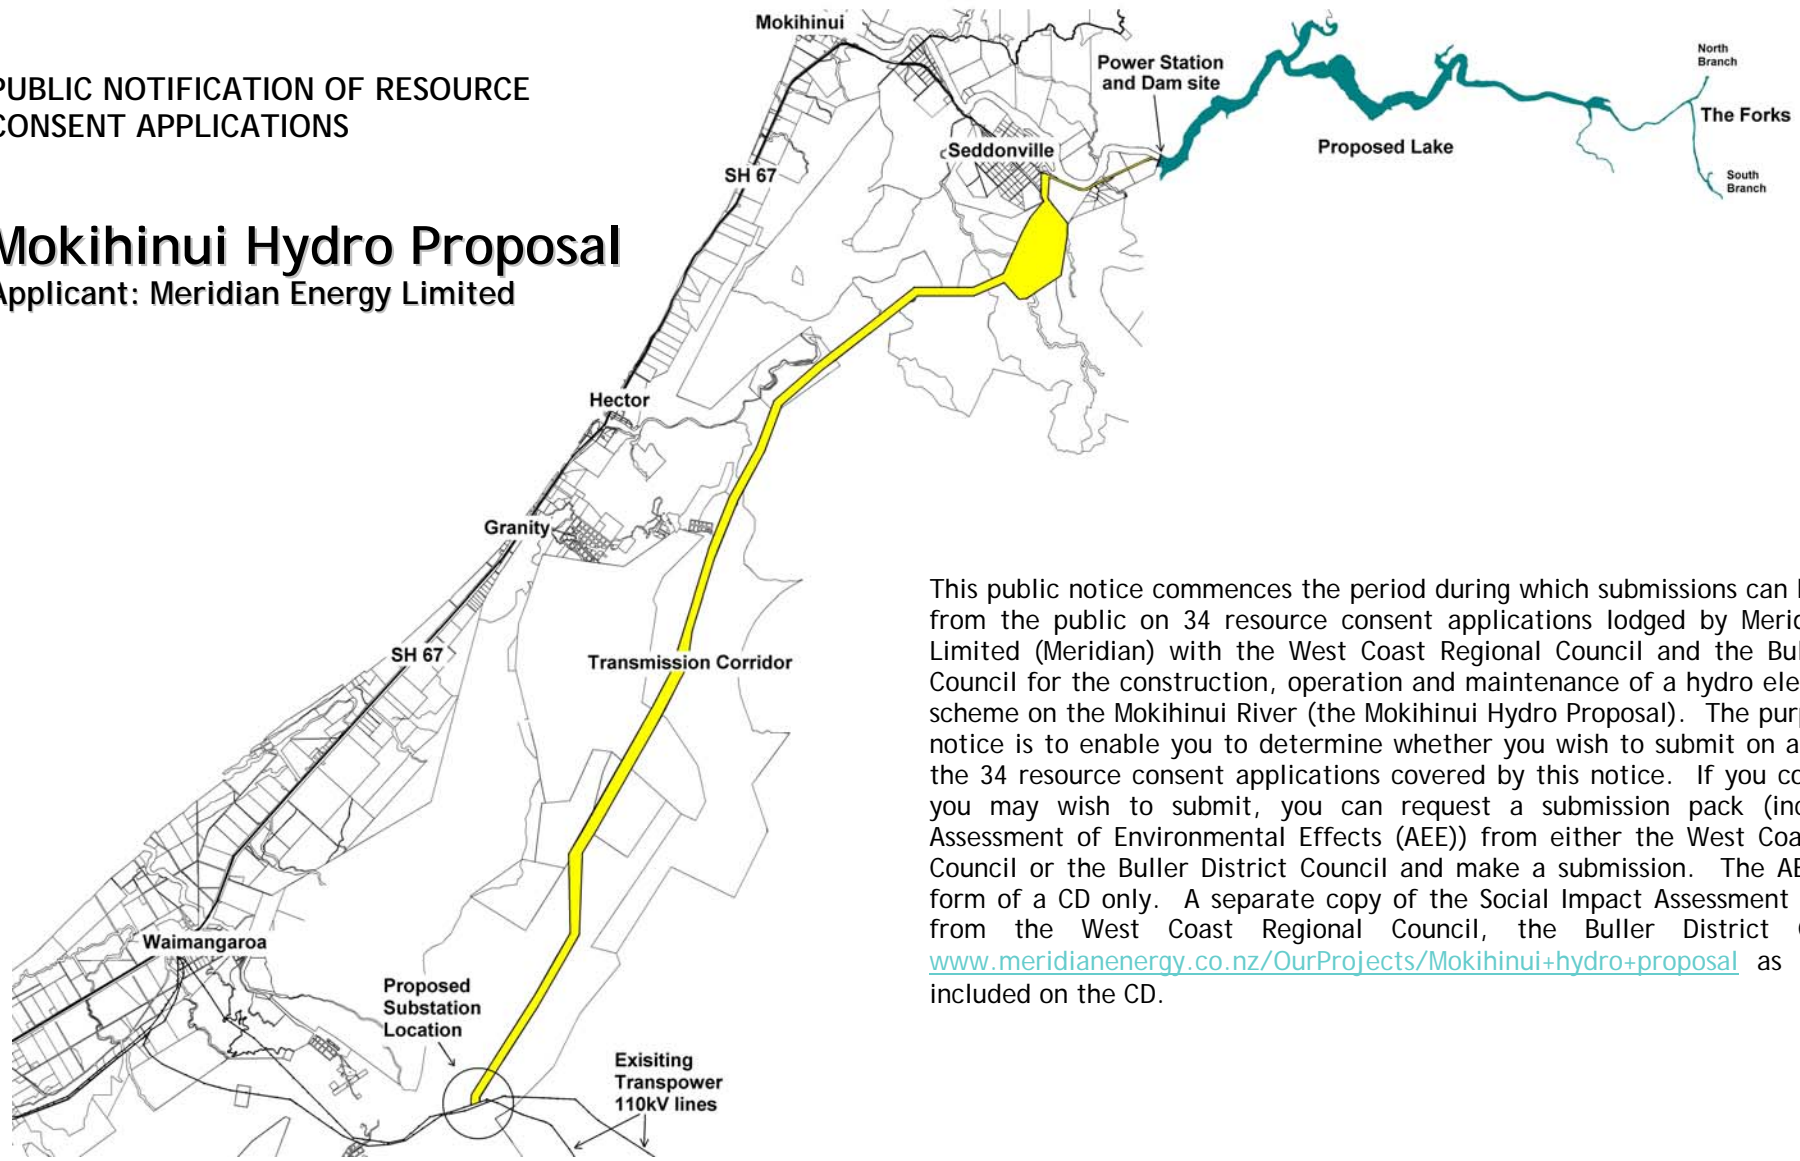 PUBLIC NOTIFICATION OF RESOURCE
CONSENT APPLICATIONS
Mokihinui Hydro Proposal
Applicant: Meridian Energy Limited
Mokihinui
Power Station
and Dam site
North
Branch
The Forks
Proposed Lake
South
Branch
Seddonville
SH 67
Hector
Granity
SH 67
Transmission Corridor
Waimangaroa
Proposed
Substation
Location
Exisiting
Transpower
110kV lines
This public notice commences the period during which submissions can
from the public on 34 resource consent applications lodged by Meri
Limited (Meridian) with the West Coast Regional Council and the Bul
Council for the construction, operation and maintenance of a hydro ele
scheme on the Mokihinui River (the Mokihinui Hydro Proposal). The pur
notice is to enable you to determine whether you wish to submit on a
the 34 resource consent applications covered by this notice. If you co
you may wish to submit, you can request a submission pack (inc
Assessment of Environmental Effects (AEE)) from either the West Coa
Council or the Buller District Council and make a submission. The AE
form of a CD only. A separate copy of the Social Impact Assessment
from the West Coast Regional Council, the Buller District
www.meridianenergy.co.nz/OurProjects/Mokihinui+hydro+proposal as
included on the CD.